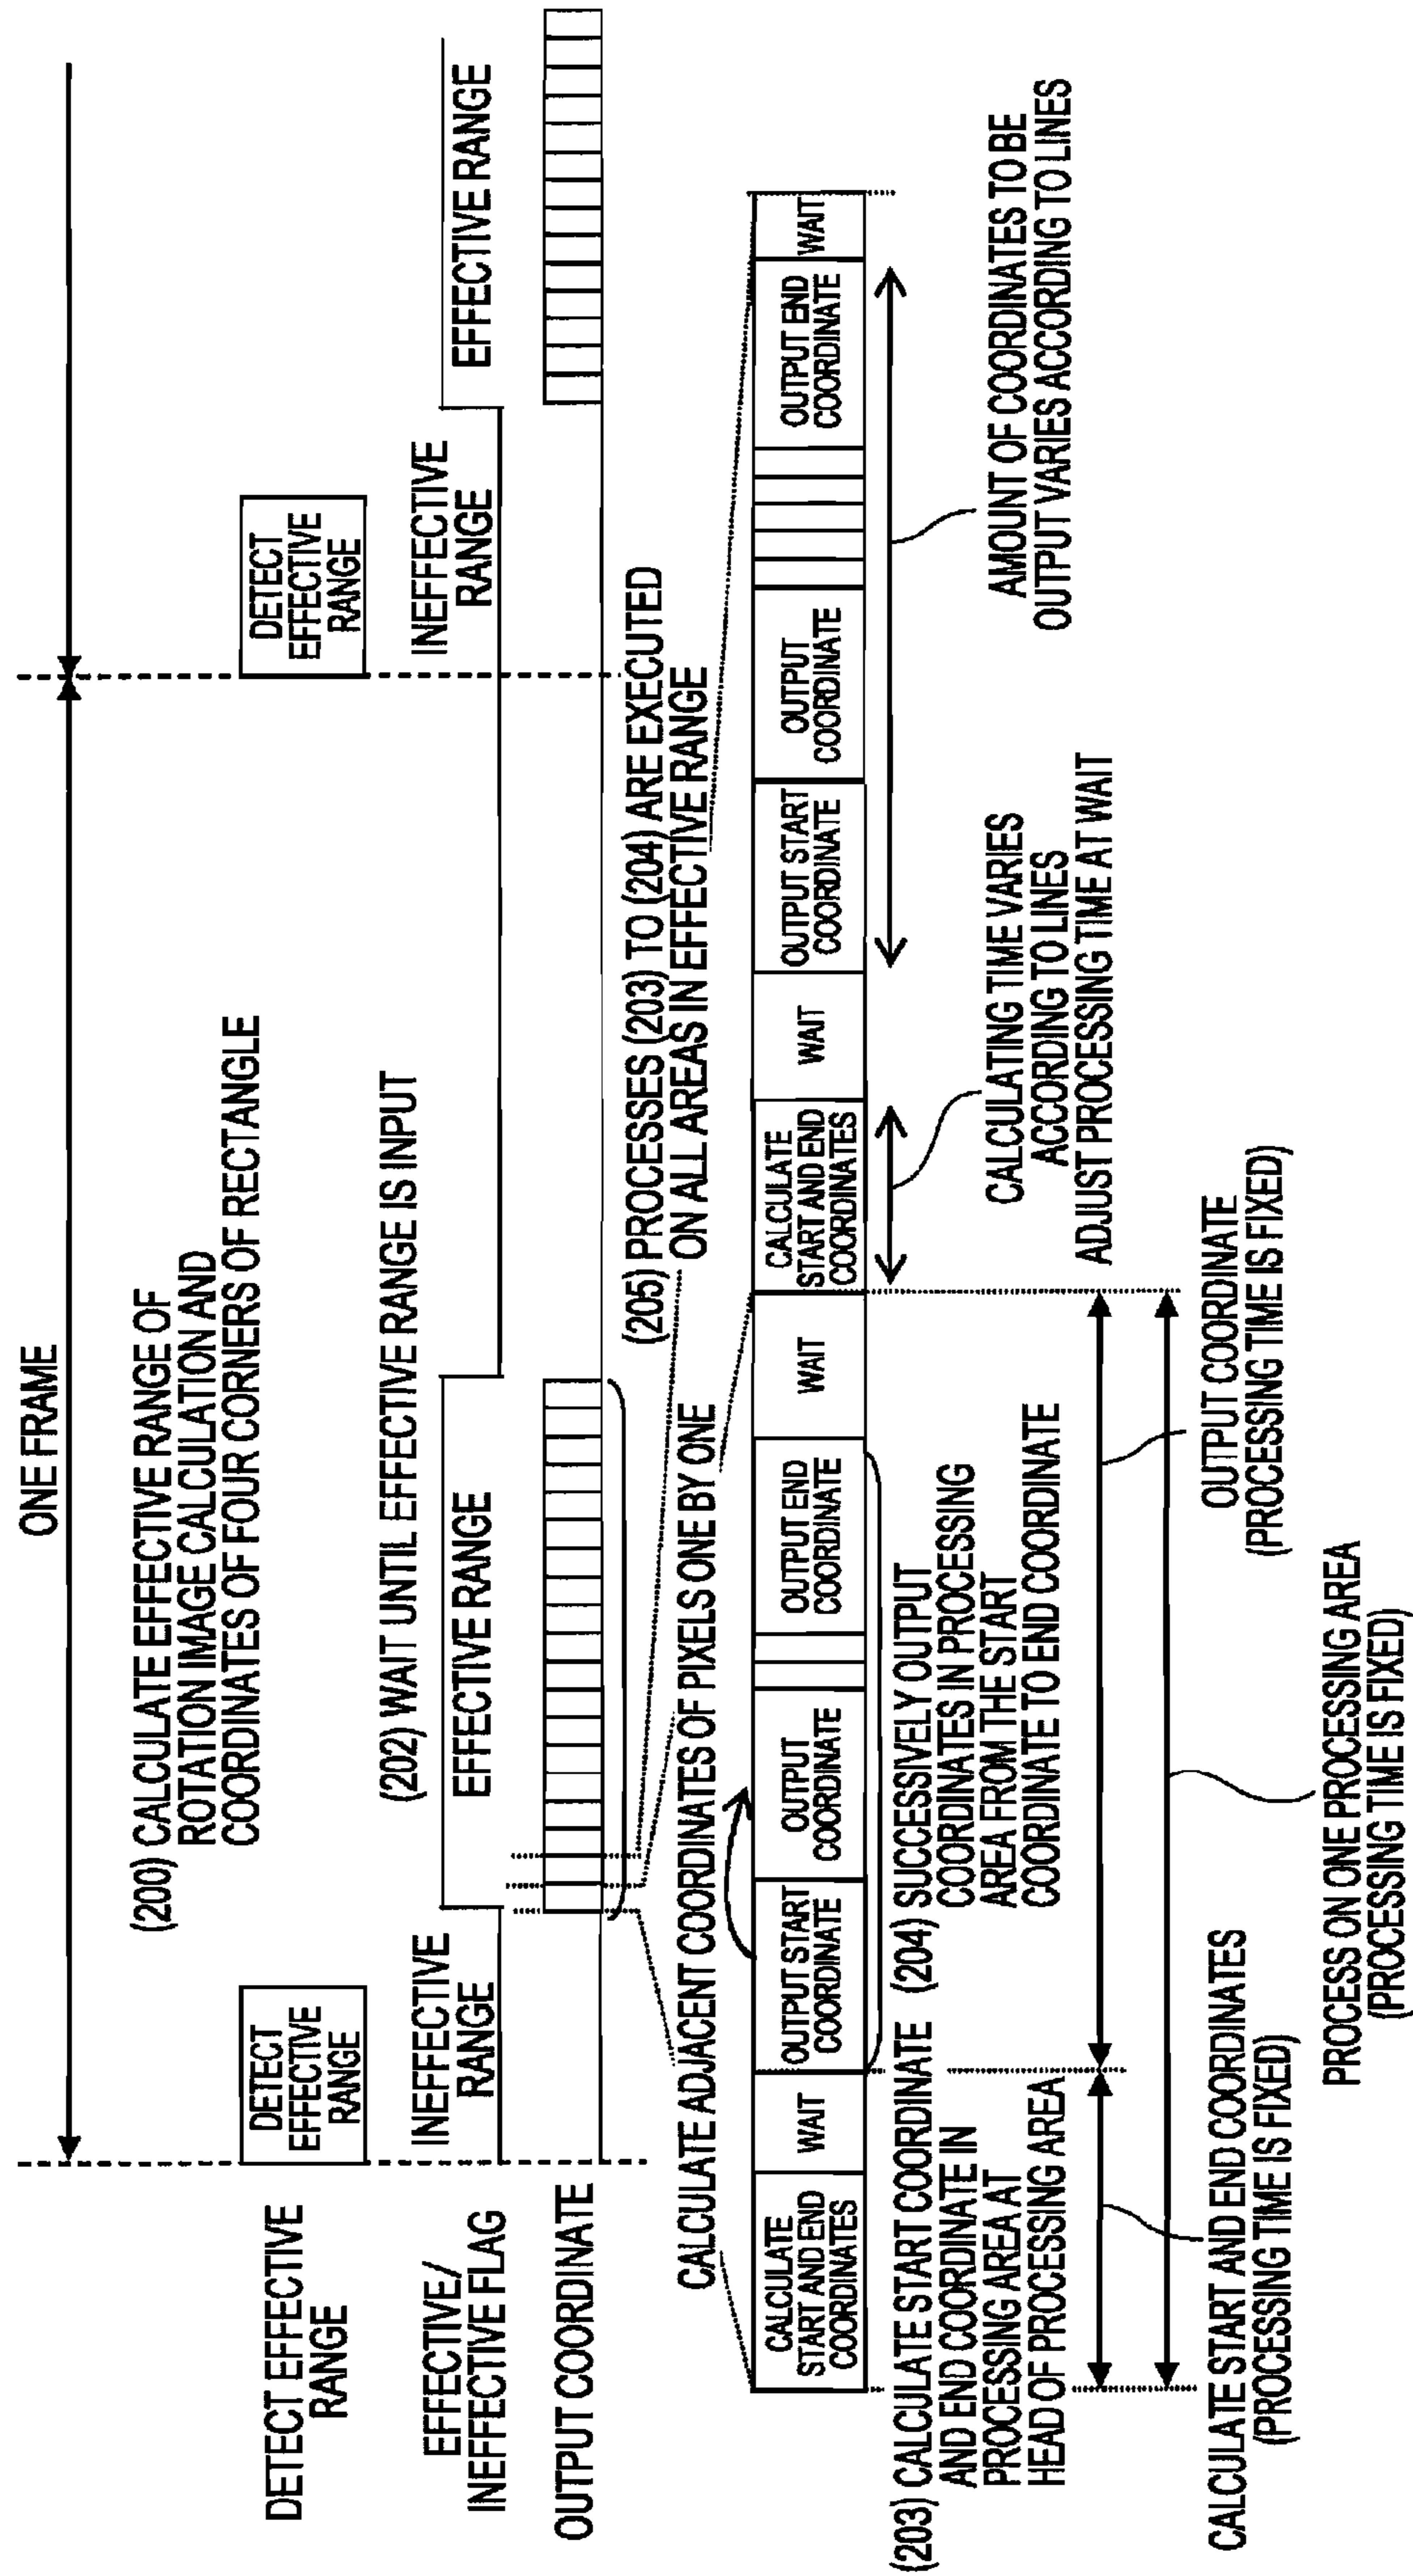 ONE FRAME
(200) CALCULATE EFFECTIVE RANGE OF
ROTATION IMAGE CALCULATION AND
COORDINATES OF FOUR CORNERS OF RECTANGLE
DETECT EFFECTIVE
RANGE
DETECT
EFFECTIVE
RANGE
DETECT
EFFECTIVE
RANGE
(202) WAIT UNTIL EFFECTIVE RANGE IS INPUT
EFFECTIVE/
INEFFECTIVE FLAG
INEFFECTIVE
RANGE
EFFECTIVE RANGE
INEFFECTIVE
RANGE
EFFECTIVE RANGE
OUTPUT COORDINATE
(205) PROCESSES (203) TO (204) ARE EXECUTED
ON ALL AREAS IN EFFECTIVE RANGE
CALCULATE ADJACENT COORDINATES OF PIXELS ONE BY ONE
CALCULATE
START AND END
COORDINATES
WAIT
OUTPUT START
COORDINATE
OUTPUT
COORDINATE
OUTPUT END
COORDINATE
WAIT
CALCULATE
START AND END
COORDINATES
WAIT
OUTPUT START
COORDINATE
OUTPUT
COORDINATE
OUTPUT END
COORDINATE
WAIT
(203) CALCULATE START COORDINATE
AND END COORDINATE IN
PROCESSING AREA AT
HEAD OF PROCESSING AREA
(204) SUCCESSIVELY OUTPUT
COORDINATES IN PROCESSING
AREA FROM THE START
COORDINATE TO END COORDINATE
CALCULATING TIME VARIES
ACCORDING TO LINES
ADJUST PROCESSING TIME AT WAIT
AMOUNT OF COORDINATES TO BE
OUTPUT VARIES ACCORDING TO LINES
CALCULATE START AND END COORDINATES
(PROCESSING TIME IS FIXED)
OUTPUT COORDINATE
(PROCESSING TIME IS FIXED)
PROCESS ON ONE PROCESSING AREA
(PROCESSING TIME IS FIXED)